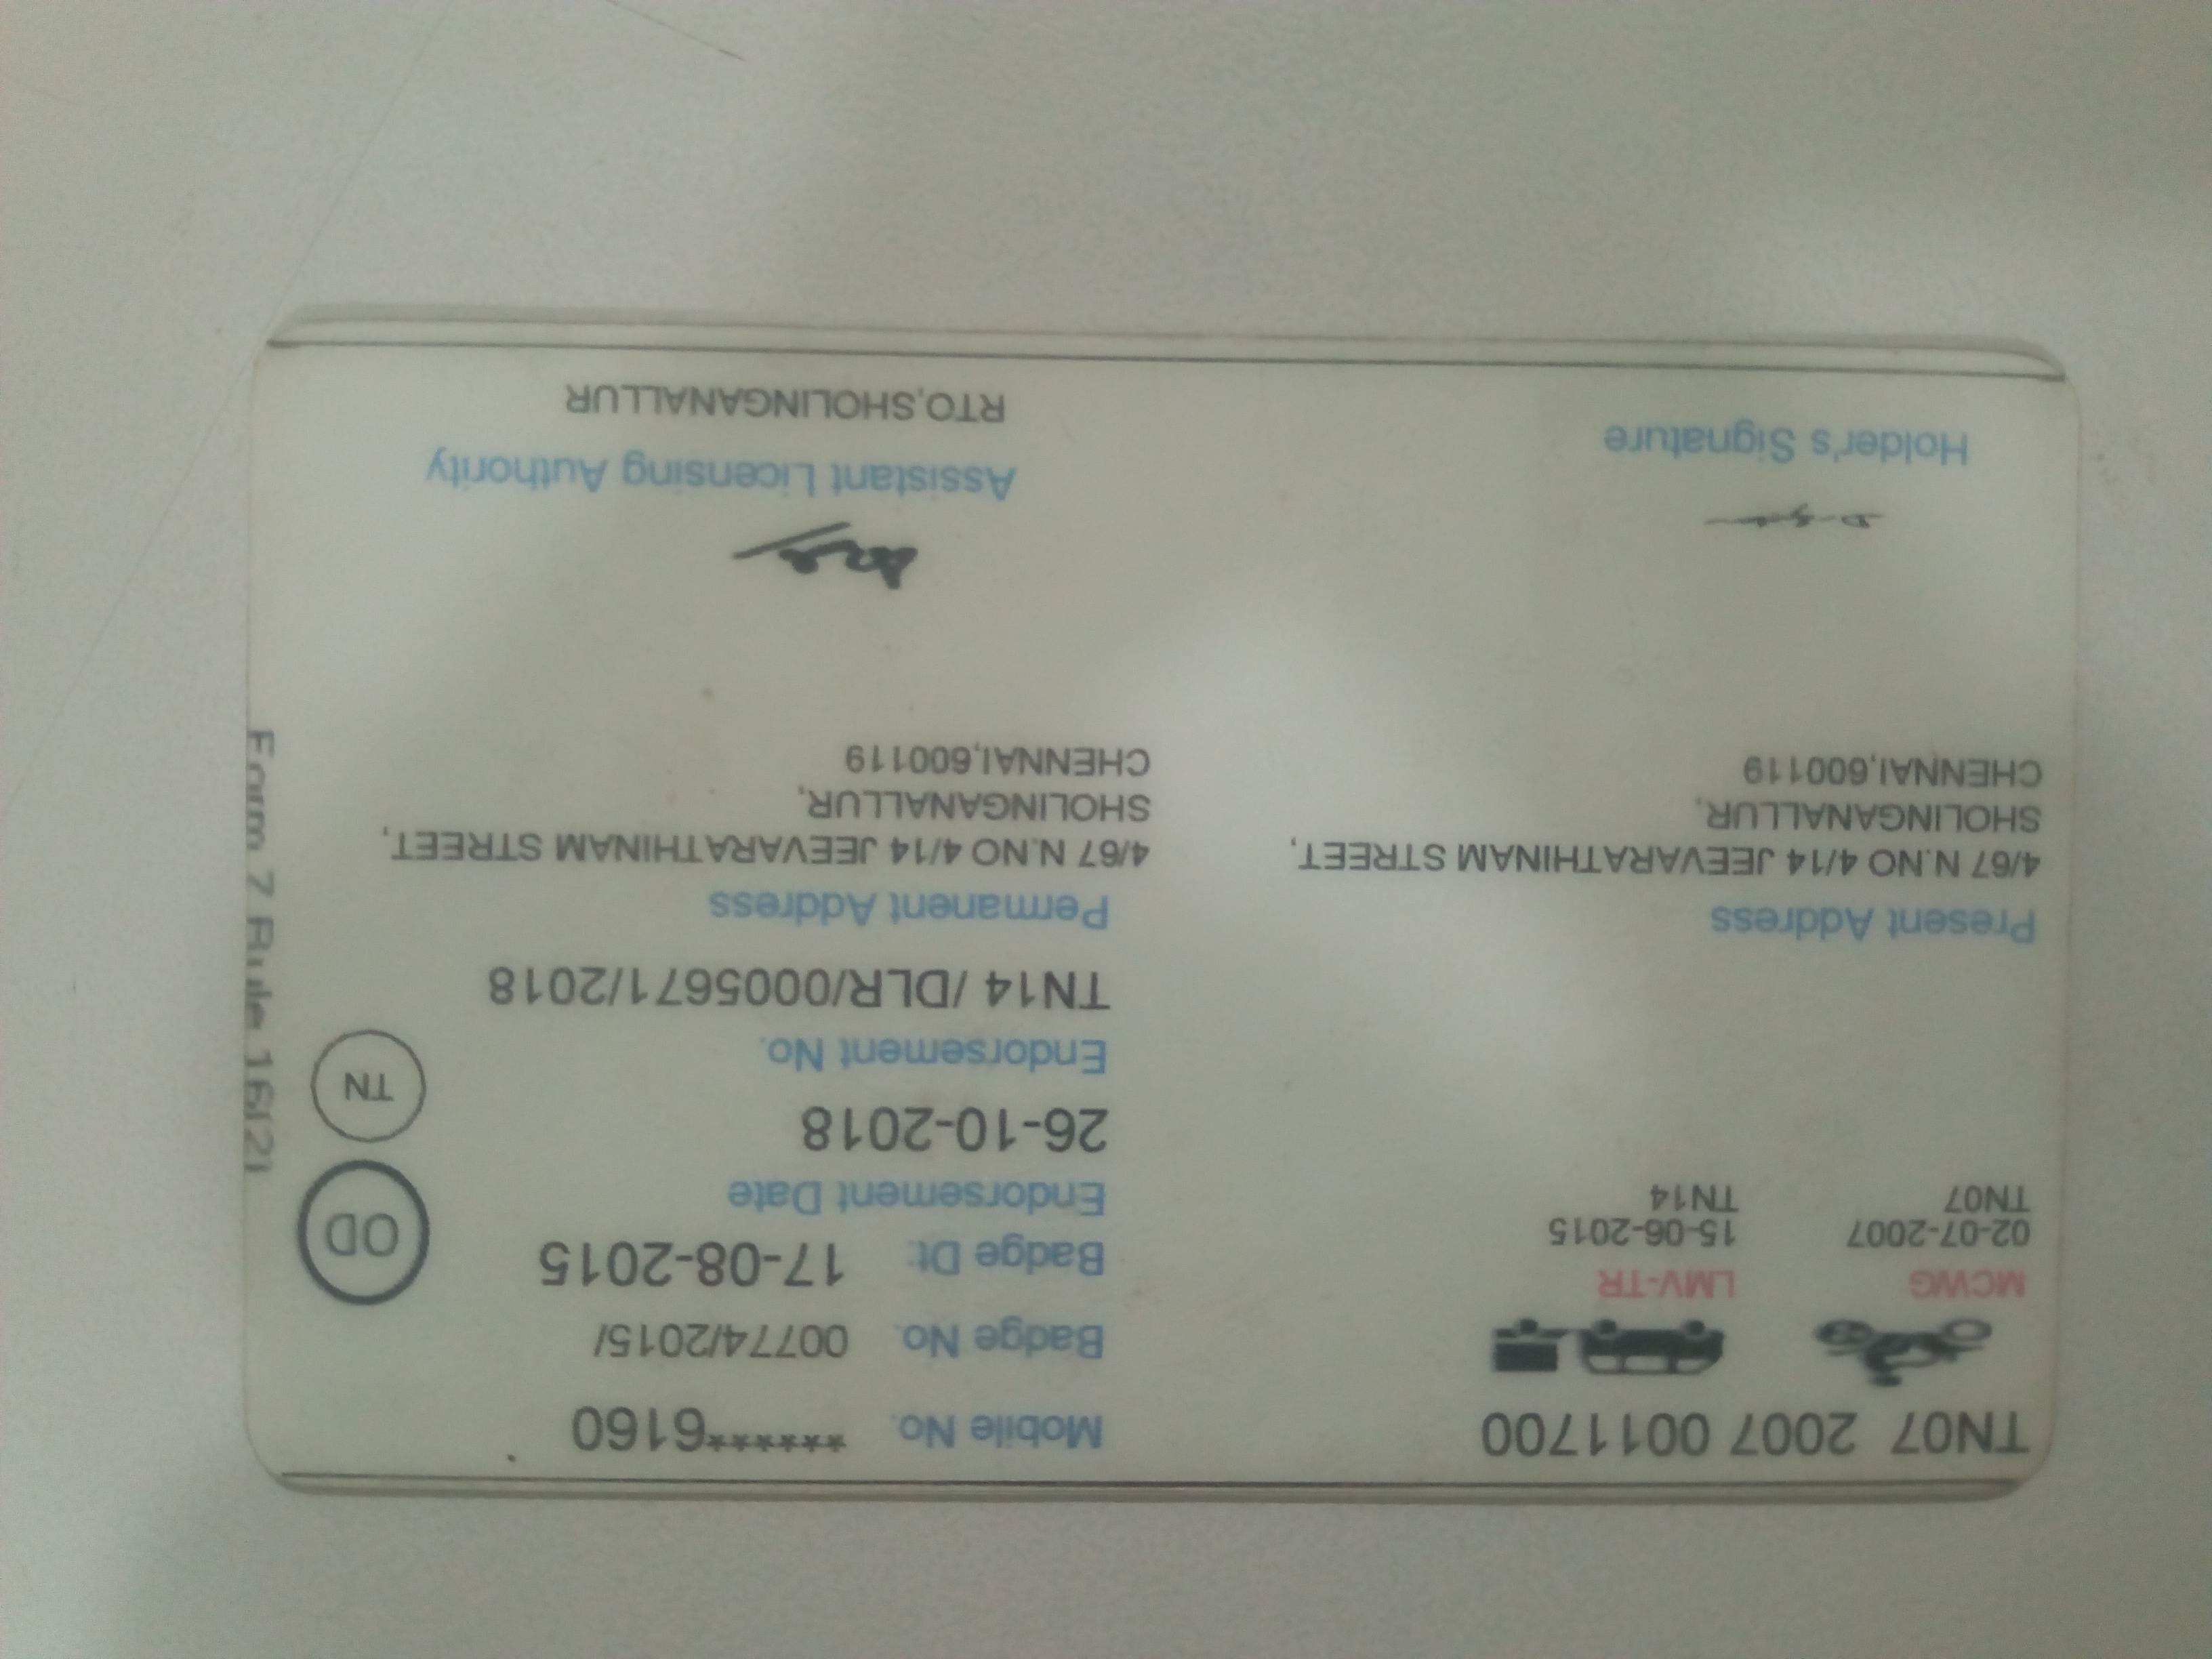 TN07 2007 0011700
MCWG
02-07-2007
TN07
LMV-TR
15-06-2015
TN14
Present Address
4/67 N.NO 4/14 JEEVARATHINAM STREET,
SHOLINGANALLUR,
CHENNAI,600119
Holder's Signature
Mobile No. ******6160
Badge No. 00774/2015/
Badge Dt. 17-08-2015
Endorsement Date
26-10-2018
Endorsement No.
TN14 /DLR/0005671/2018
Permanent Address
4/67 N.NO 4/14 JEEVARATHINAM STREET,
SHOLINGANALLUR,
CHENNAI,600119
Assistant Licensing Authority
RTO,SHOLINGANALLUR
OD
TN
Form 7 Rule 16(2)